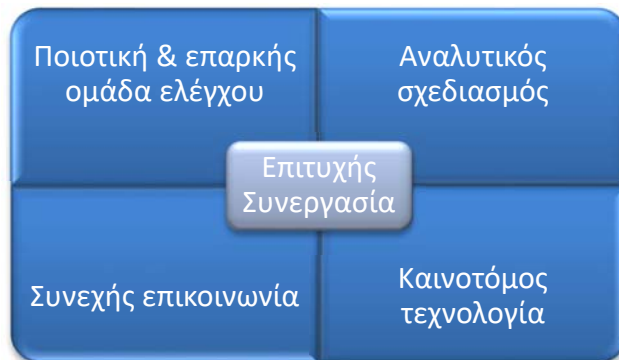 Ποιοτική & επαρκής
ομάδα ελέγχου
Αναλυτικός
σχεδιασμός
Επιτυχής
Συνεργασία
Συνεχής επικοινωνία
Καινοτόμος
τεχνολογία